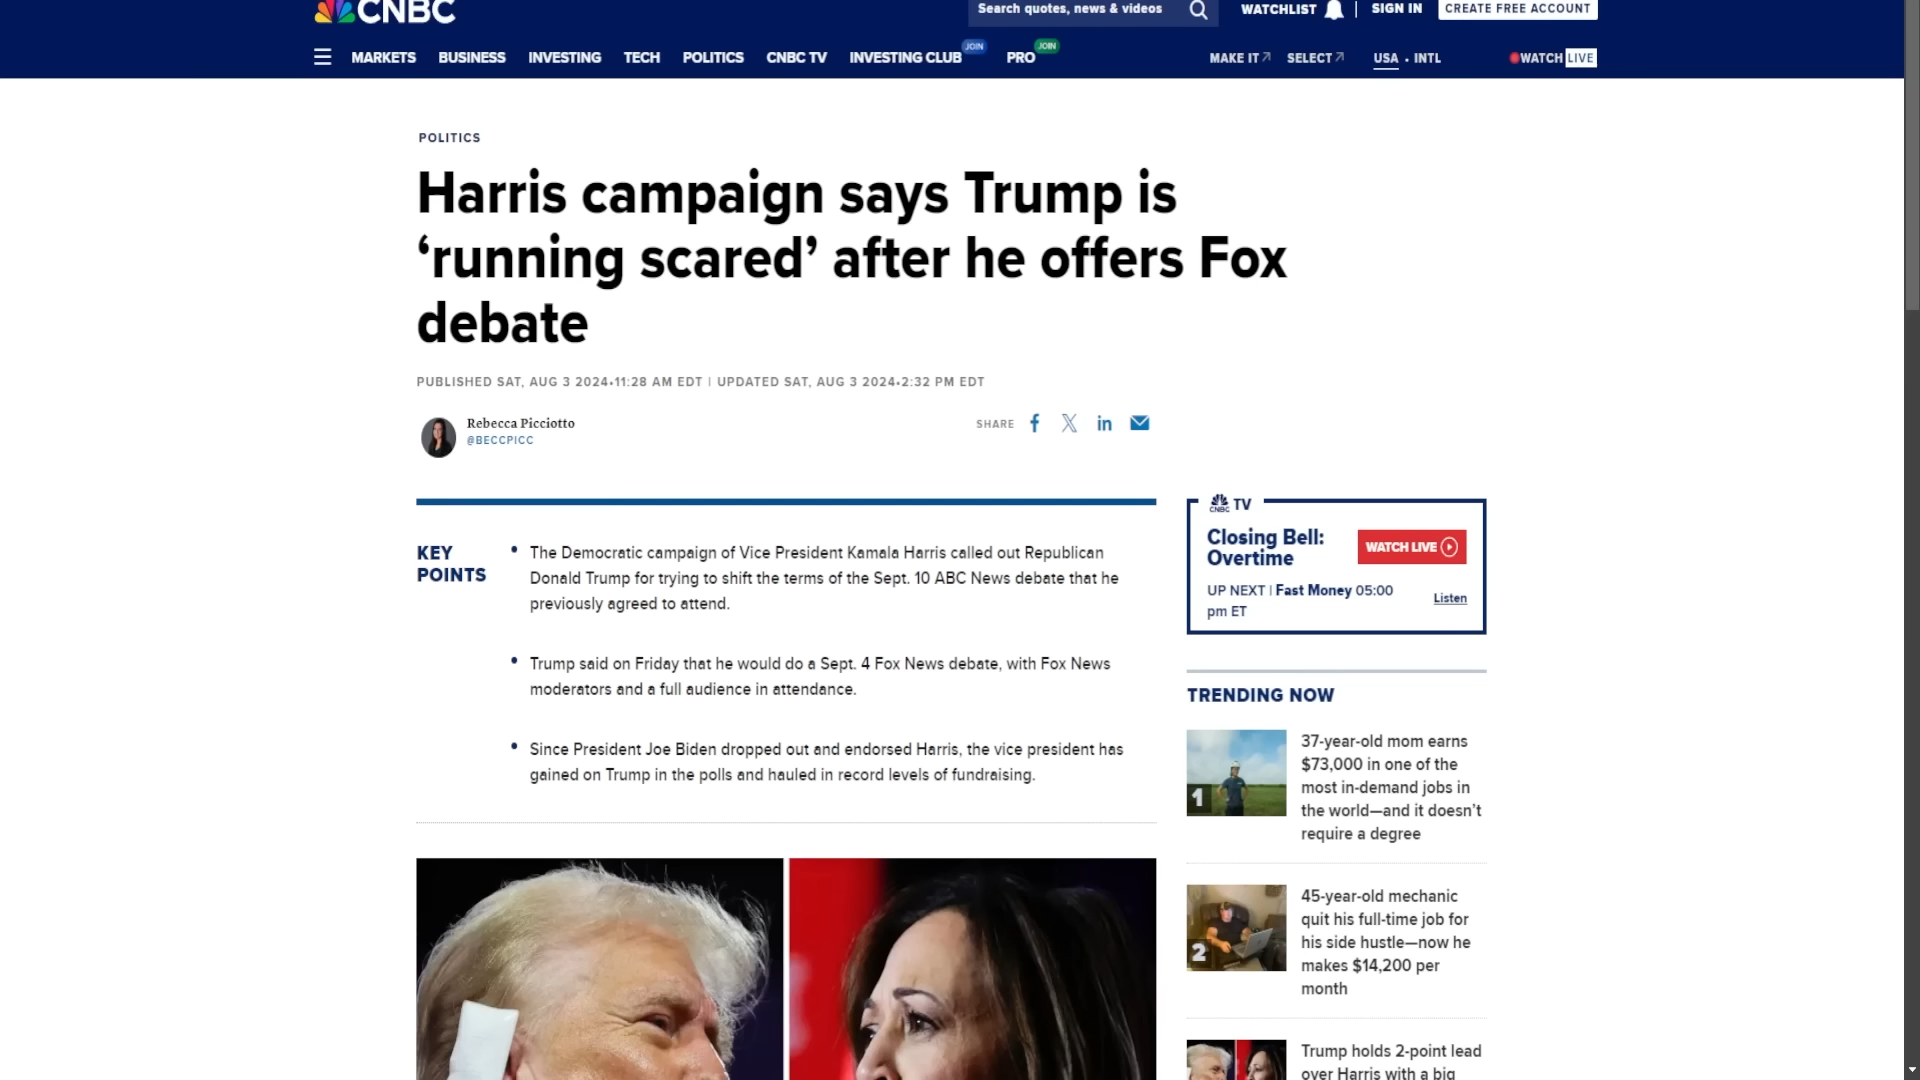 CNBC
Search quotes, news & videos
WATCHLIST
SIGN IN
CREATE FREE ACCOUNT
MARKETS
BUSINESS
INVESTING
TECH
POLITICS
CNBC TV
INVESTING CLUB
JOIN
PRO
JOIN
MAKE IT
SELECT
USA • INTL
WATCH LIVE
POLITICS
Harris campaign says Trump is
‘running scared’ after he offers Fox
debate
PUBLISHED SAT, AUG 3 2024•11:28 AM EDT | UPDATED SAT, AUG 3 2024•2:32 PM EDT
Rebecca Picciotto
@BECCPICC
SHARE
KEY
POINTS
• The Democratic campaign of Vice President Kamala Harris called out Republican
Donald Trump for trying to shift the terms of the Sept. 10 ABC News debate that he
previously agreed to attend.
• Trump said on Friday that he would do a Sept. 4 Fox News debate, with Fox News
moderators and a full audience in attendance.
• Since President Joe Biden dropped out and endorsed Harris, the vice president has
gained on Trump in the polls and hauled in record levels of fundraising.
CNBC TV
Closing Bell:
Overtime
WATCH LIVE
UP NEXT | Fast Money 05:00
pm ET
Listen
TRENDING NOW
1
37-year-old mom earns
$73,000 in one of the
most in-demand jobs in
the world—and it doesn’t
require a degree
2
45-year-old mechanic
quit his full-time job for
his side hustle—now he
makes $14,200 per
month
Trump holds 2-point lead
over Harris with a big